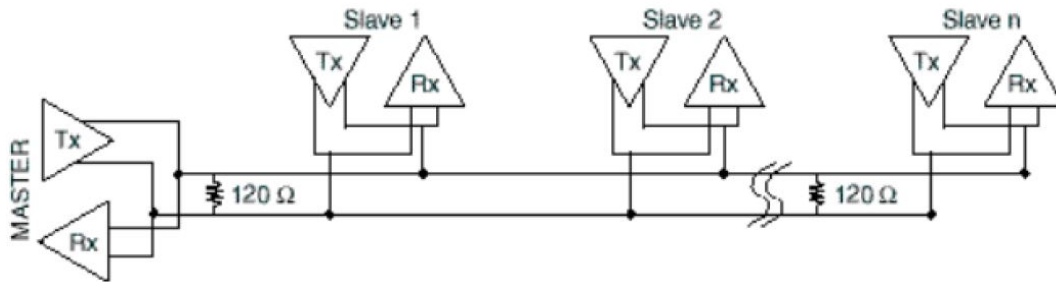 Slave 1
Slave 2
Slave n
Tx
Rx
Tx
Rx
Tx
Rx
MASTER
Tx
Rx
120 Ω
120 Ω